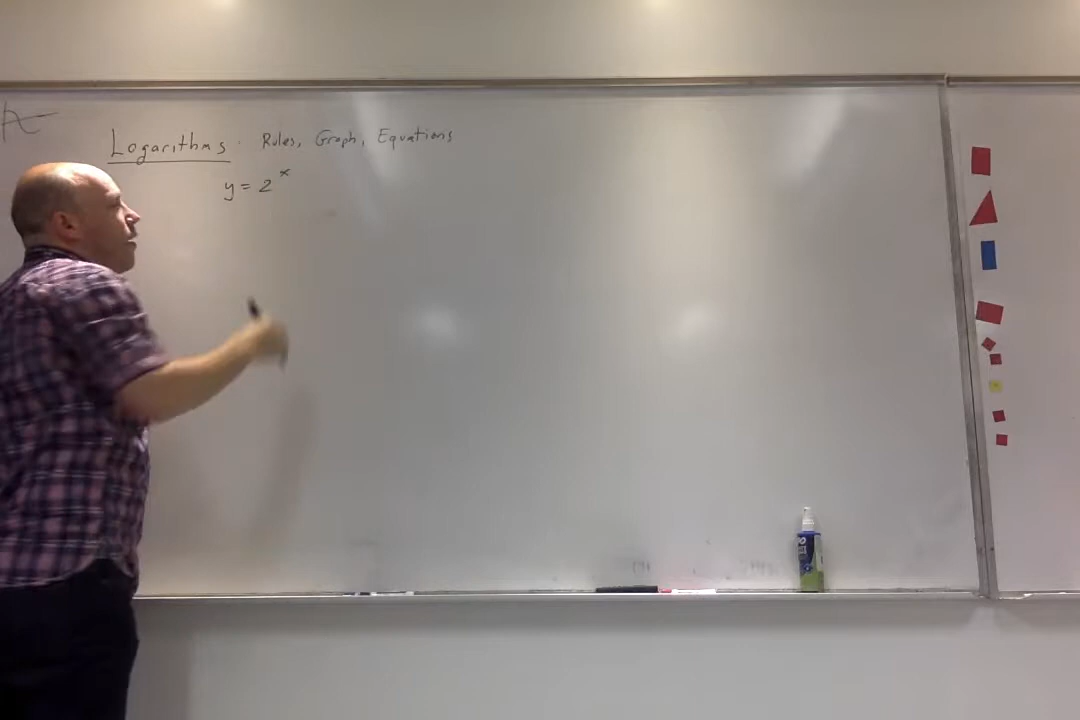 Logarithms. Rules, Graph, Equations
y = 2^x